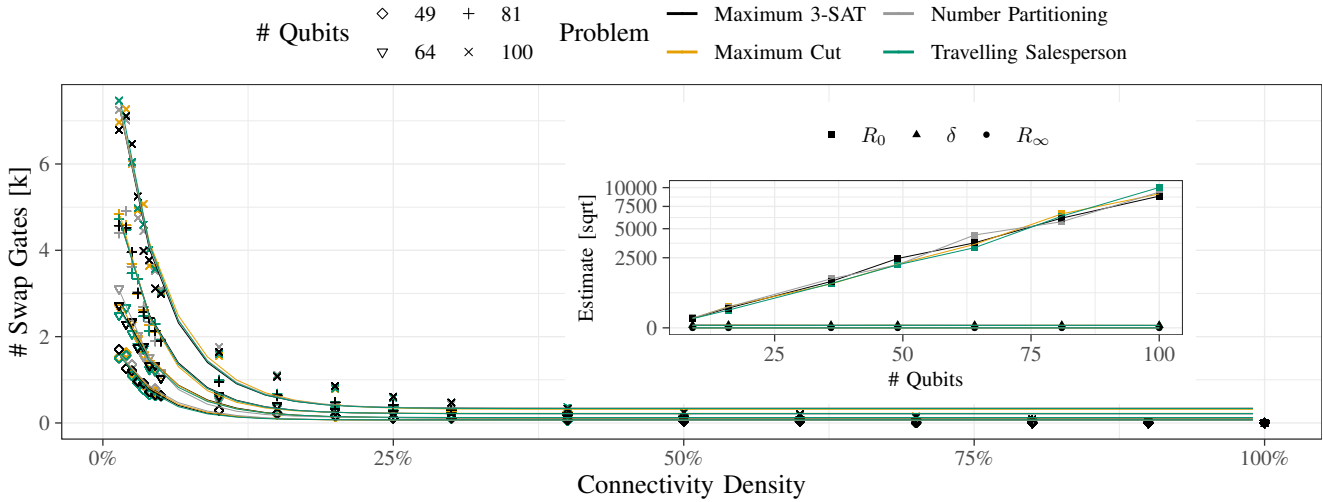 # Qubits
49
81
64
100
Problem
Maximum 3-SAT
Number Partitioning
Maximum Cut
Travelling Salesperson
# Swap Gates [k]
6
4
2
0
0%
25%
50%
75%
100%
Connectivity Density
R₀
δ
R∞
Estimate [sqrt]
10000
7500
5000
2500
0
25
50
75
100
# Qubits